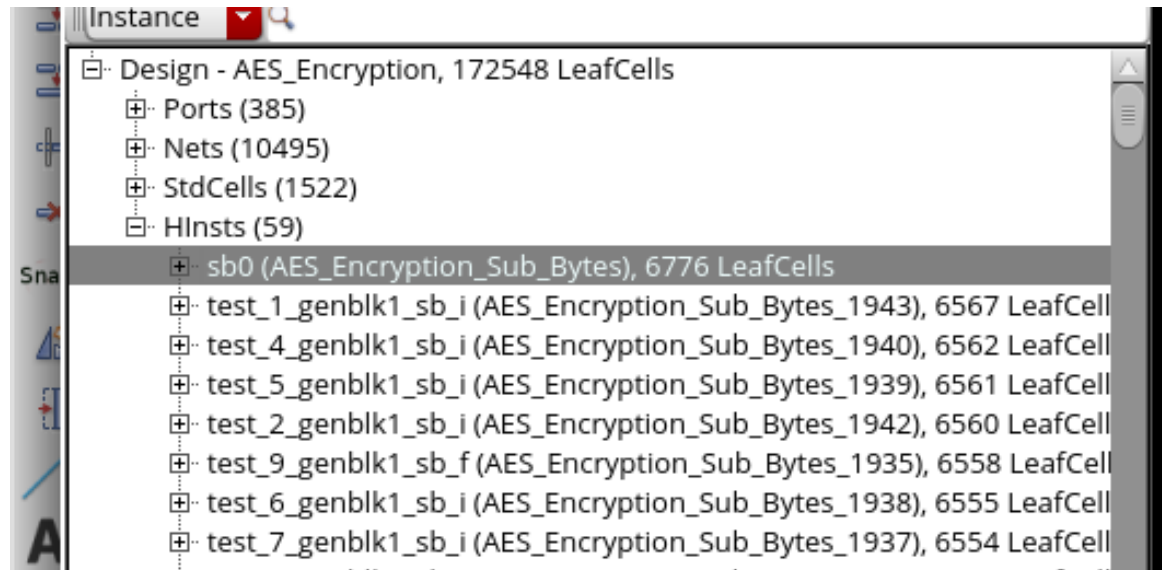 Instance
Design - AES_Encryption, 172548 LeafCells
Ports (385)
Nets (10495)
StdCells (1522)
HInsts (59)
sb0 (AES_Encryption_Sub_Bytes), 6776 LeafCells
Sna
test_1_genblk1_sb_i (AES_Encryption_Sub_Bytes_1943), 6567 LeafCell
test_4_genblk1_sb_i (AES_Encryption_Sub_Bytes_1940), 6562 LeafCell
test_5_genblk1_sb_i (AES_Encryption_Sub_Bytes_1939), 6561 LeafCell
test_2_genblk1_sb_i (AES_Encryption_Sub_Bytes_1942), 6560 LeafCell
test_9_genblk1_sb_f (AES_Encryption_Sub_Bytes_1935), 6558 LeafCell
test_6_genblk1_sb_i (AES_Encryption_Sub_Bytes_1938), 6555 LeafCell
test_7_genblk1_sb_i (AES_Encryption_Sub_Bytes_1937), 6554 LeafCell
A